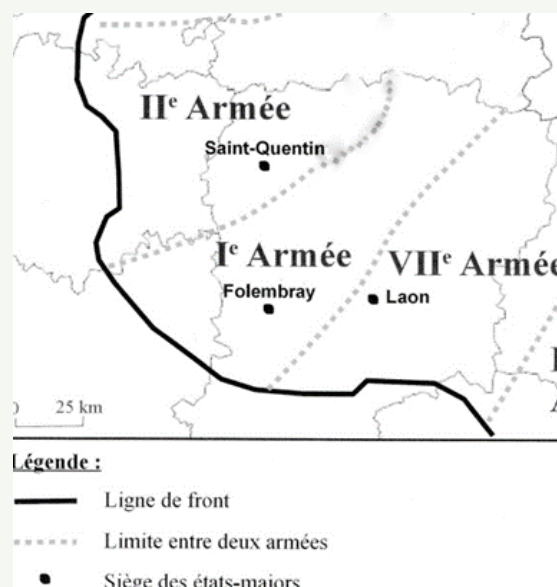 IIe Armée
Saint-Quentin
Ie Armée
VIIe Armée
Folembray
Laon
25 km
Légende :
Ligne de front
Limite entre deux armées
Siège des états-majors